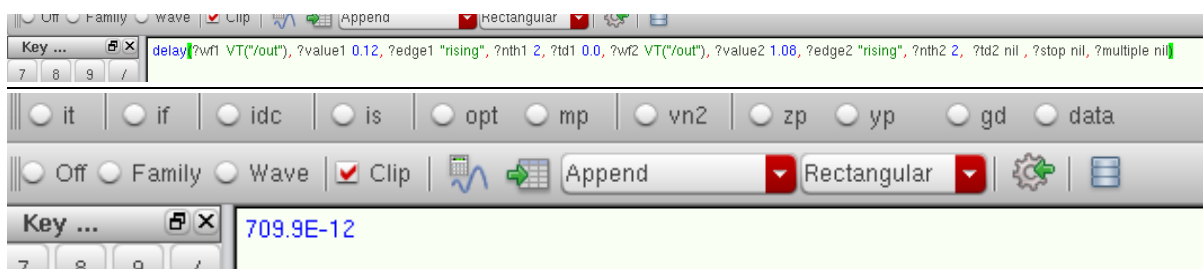 Off Family Wave Clip Append Rectangular
Key ...
delay(?wf1 VT("/out"), ?value1 0.12, ?edge1 "rising", ?nth1 2, ?td1 0.0, ?wf2 VT("/out"), ?value2 1.08, ?edge2 "rising", ?nth2 2, ?td2 nil , ?stop nil, ?multiple nil)
7 8 9 /
it if idc is opt mp vn2 zp yp gd data
Off Family Wave Clip Append Rectangular
Key ...
709.9E-12
7 8 9 /